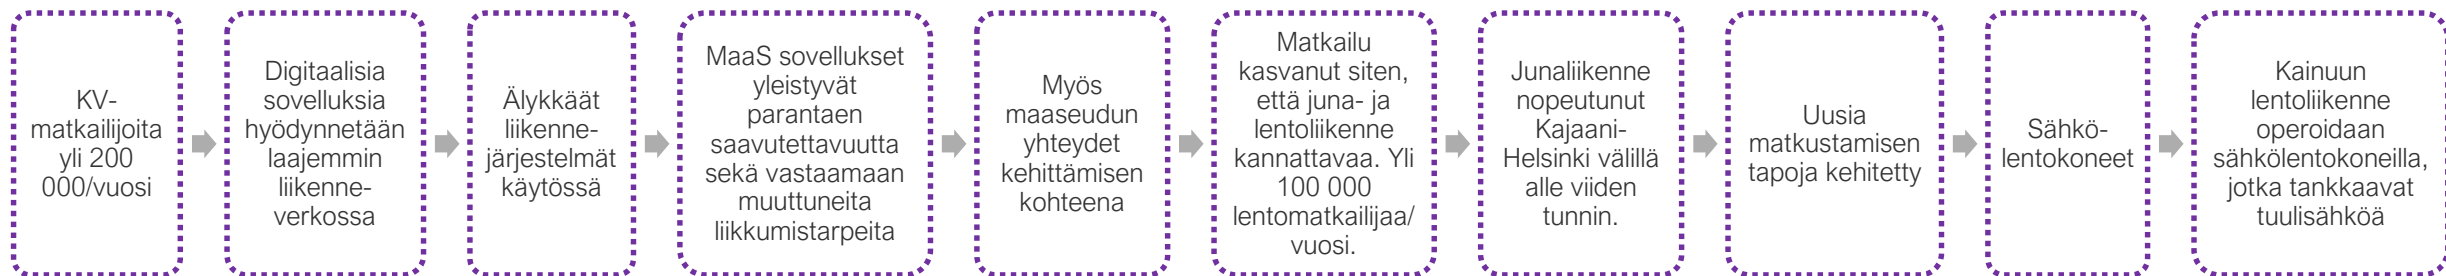 KV-
matkailijoita
yli 200
000/vuosi
Digitaalisia
sovelluksia
hyödynnetään
laajemmin
liikenne-
verkossa
Älykkäät
liikenne-
järjestelmät
käytössä
MaaS sovellukset
yleistyvät
parantaen
saavutettavuutta
sekä vastaamaan
muuttuneita
liikkumistarpeita
Myös
maaseudun
yhteydet
kehittämisen
kohteena
Matkailu
kasvanut siten,
että juna- ja
lentoliikenne
kannattavaa. Yli
100 000
lentomatkailijaa/
vuosi.
Junaliikenne
nopeutunut
Kajaani-
Helsinki välillä
alle viiden
tunnin.
Uusia
matkustamisen
tapoja kehitetty
Sähkö-
lentokoneet
Kainuun
lentoliikenne
operoidaan
sähkölentokoneilla,
jotka tankkaavat
tuulisähköä